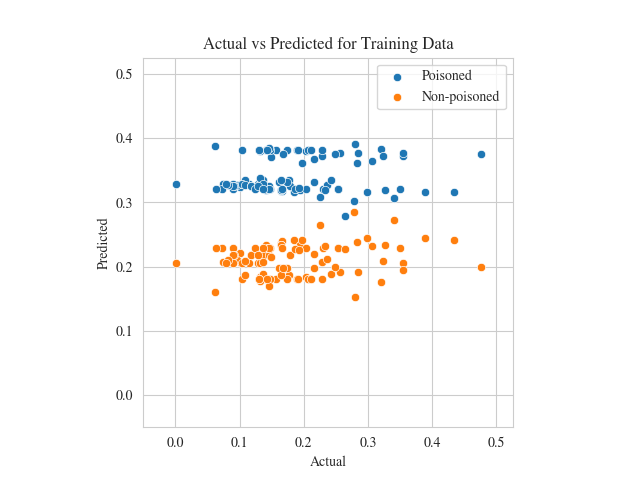 Actual vs Predicted for Training Data
Poisoned
Non-poisoned
0.5
0.4
0.3
0.2
0.1
0.0
Predicted
0.0 0.1 0.2 0.3 0.4 0.5
Actual